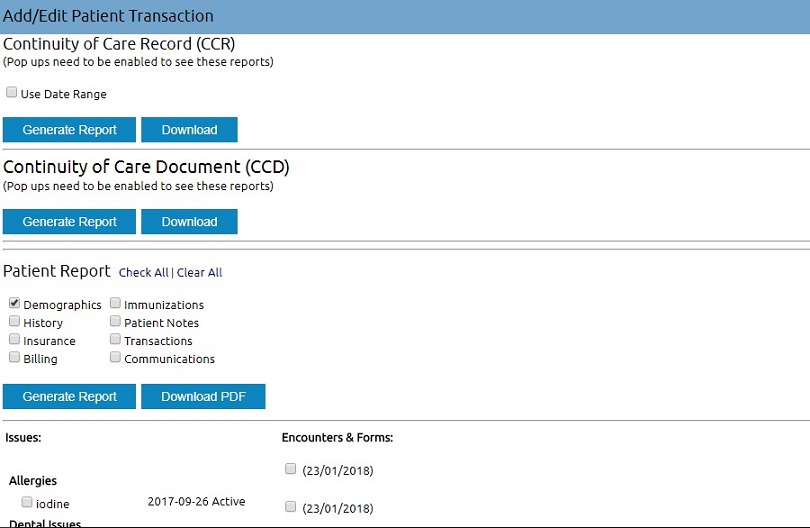 Add/Edit Patient Transaction
Continuity of Care Record (CCR)
(Pop ups need to be enabled to see these reports)
Use Date Range
Generate Report Download
Continuity of Care Document (CCD)
(Pop ups need to be enabled to see these reports)
Generate Report Download
Patient Report Check All | Clear All
Demographics Immunizations
History Patient Notes
Insurance Transactions
Billing Communications
Generate Report Download PDF
Issues: Encounters & Forms:
(23/01/2018)
Allergies
iodine 2017-09-26 Active
(23/01/2018)
Dental Issues